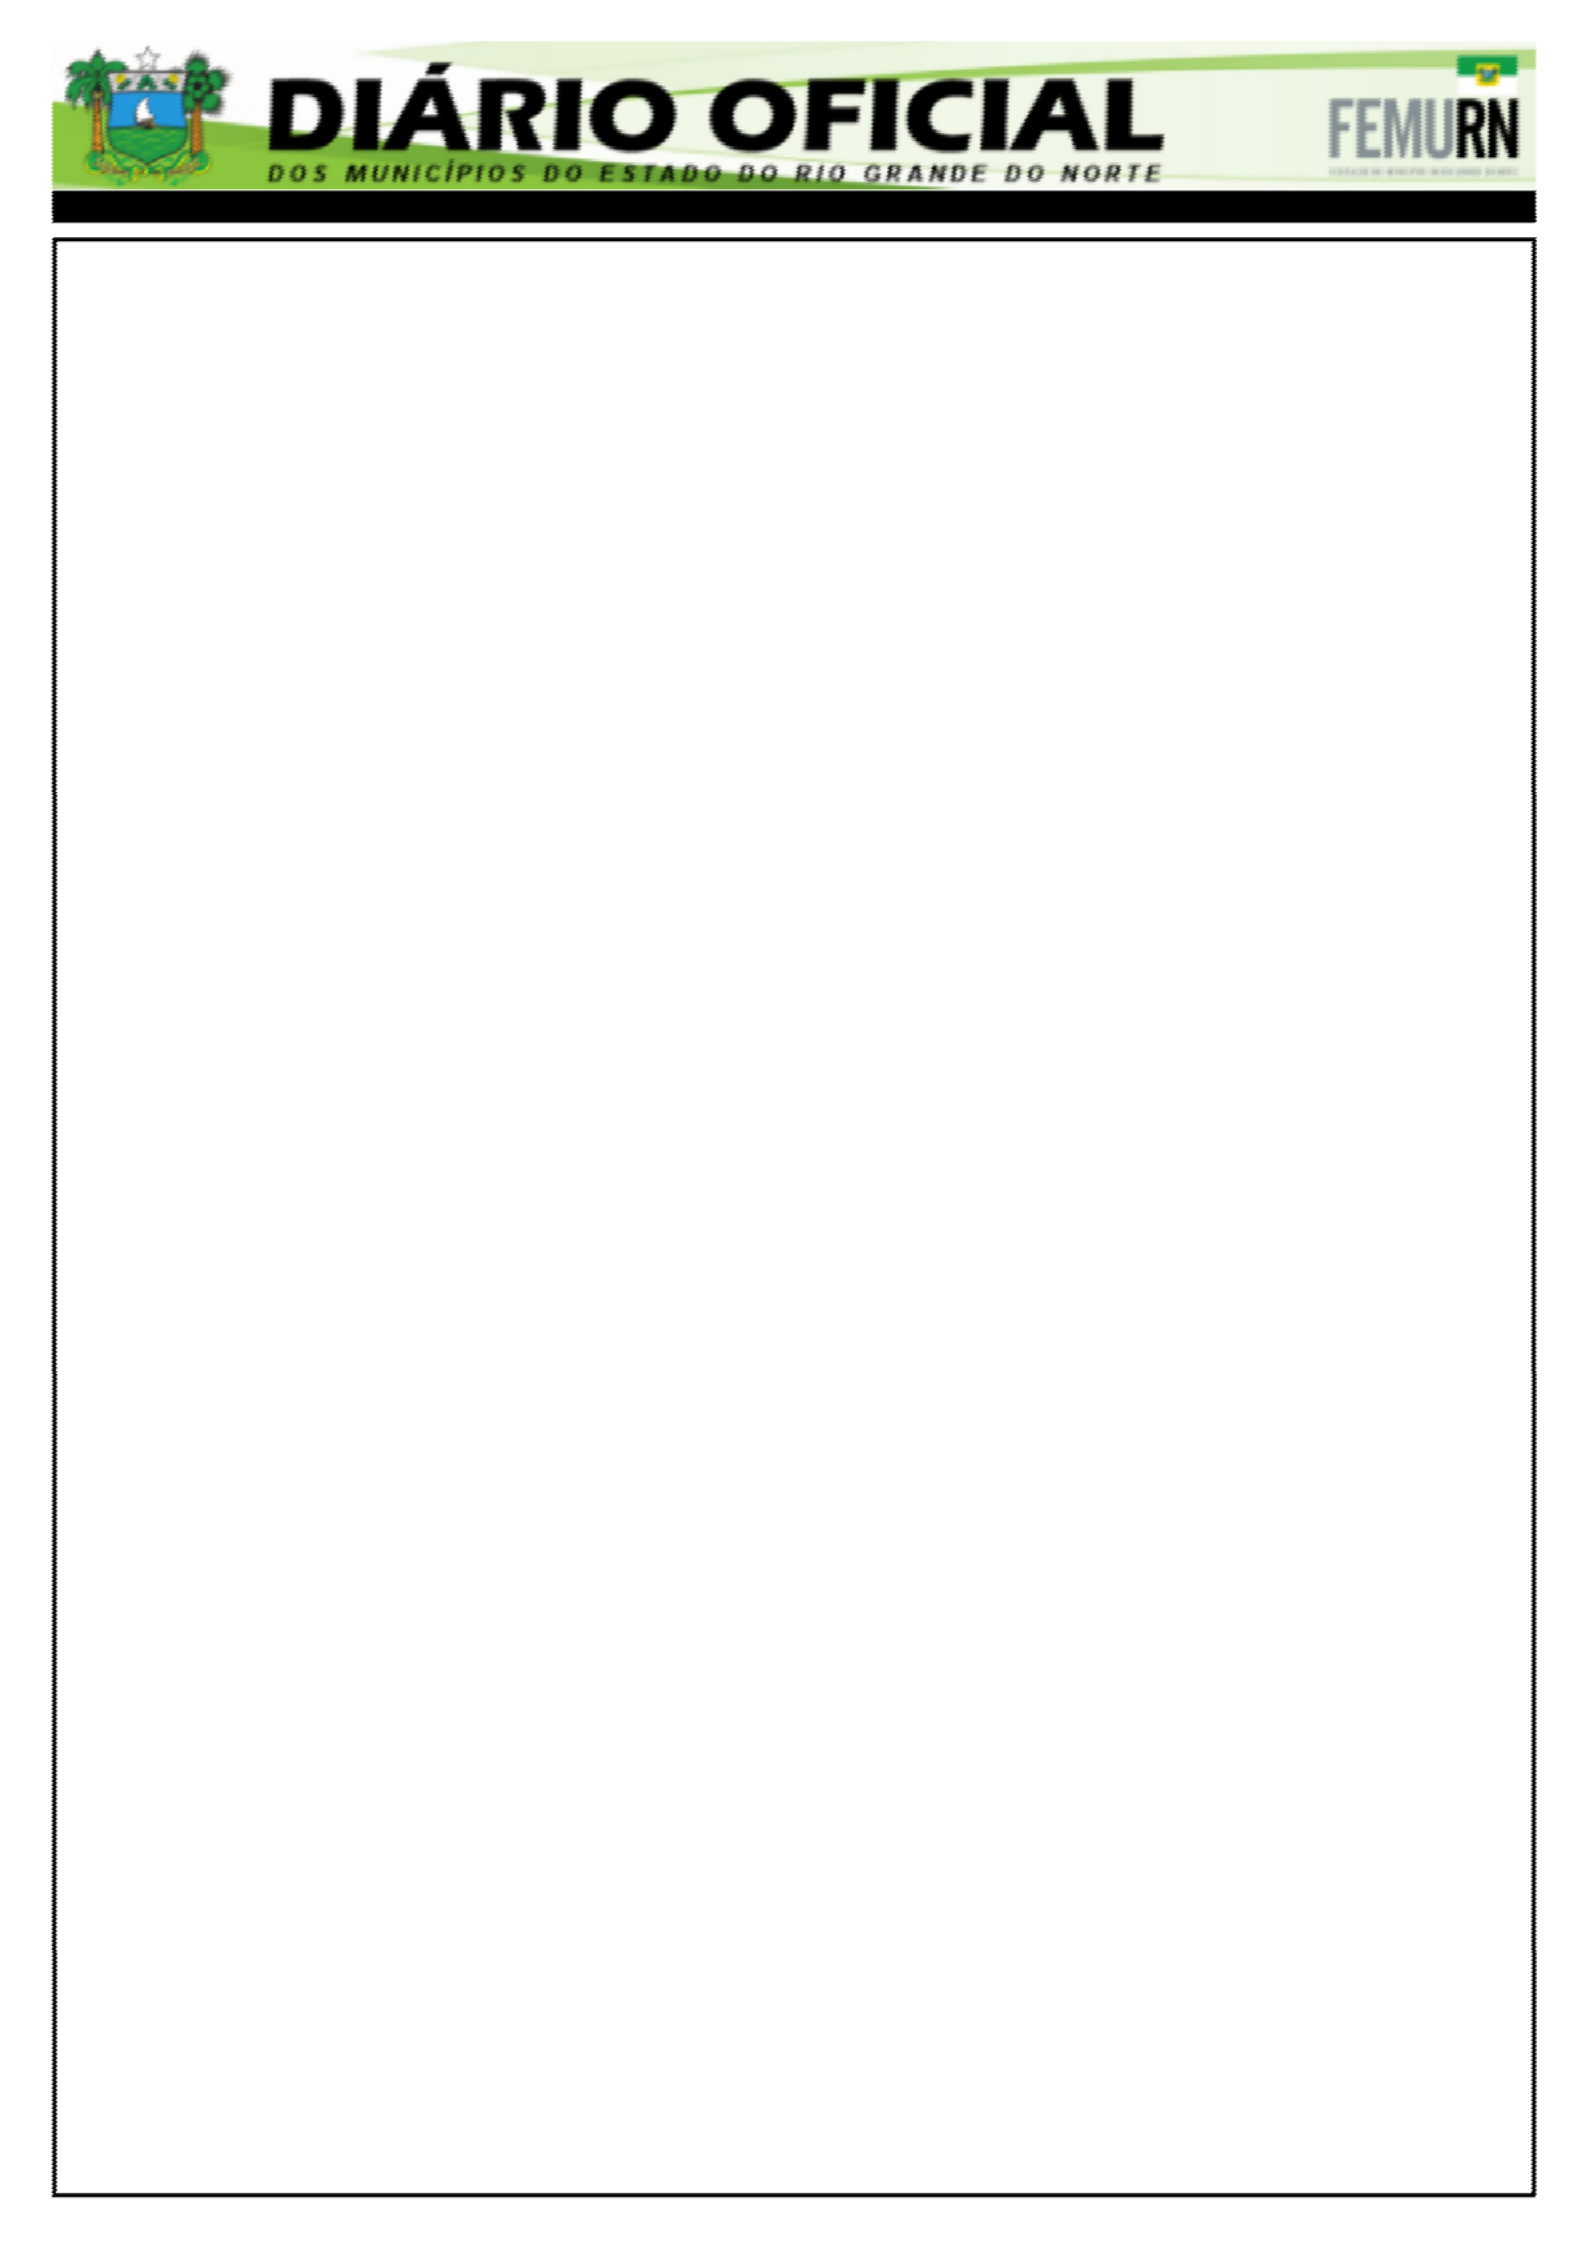 DIÁRIO OFICIAL
DOS MUNICÍPIOS DO ESTADO DO RIO GRANDE DO NORTE
FEMURN